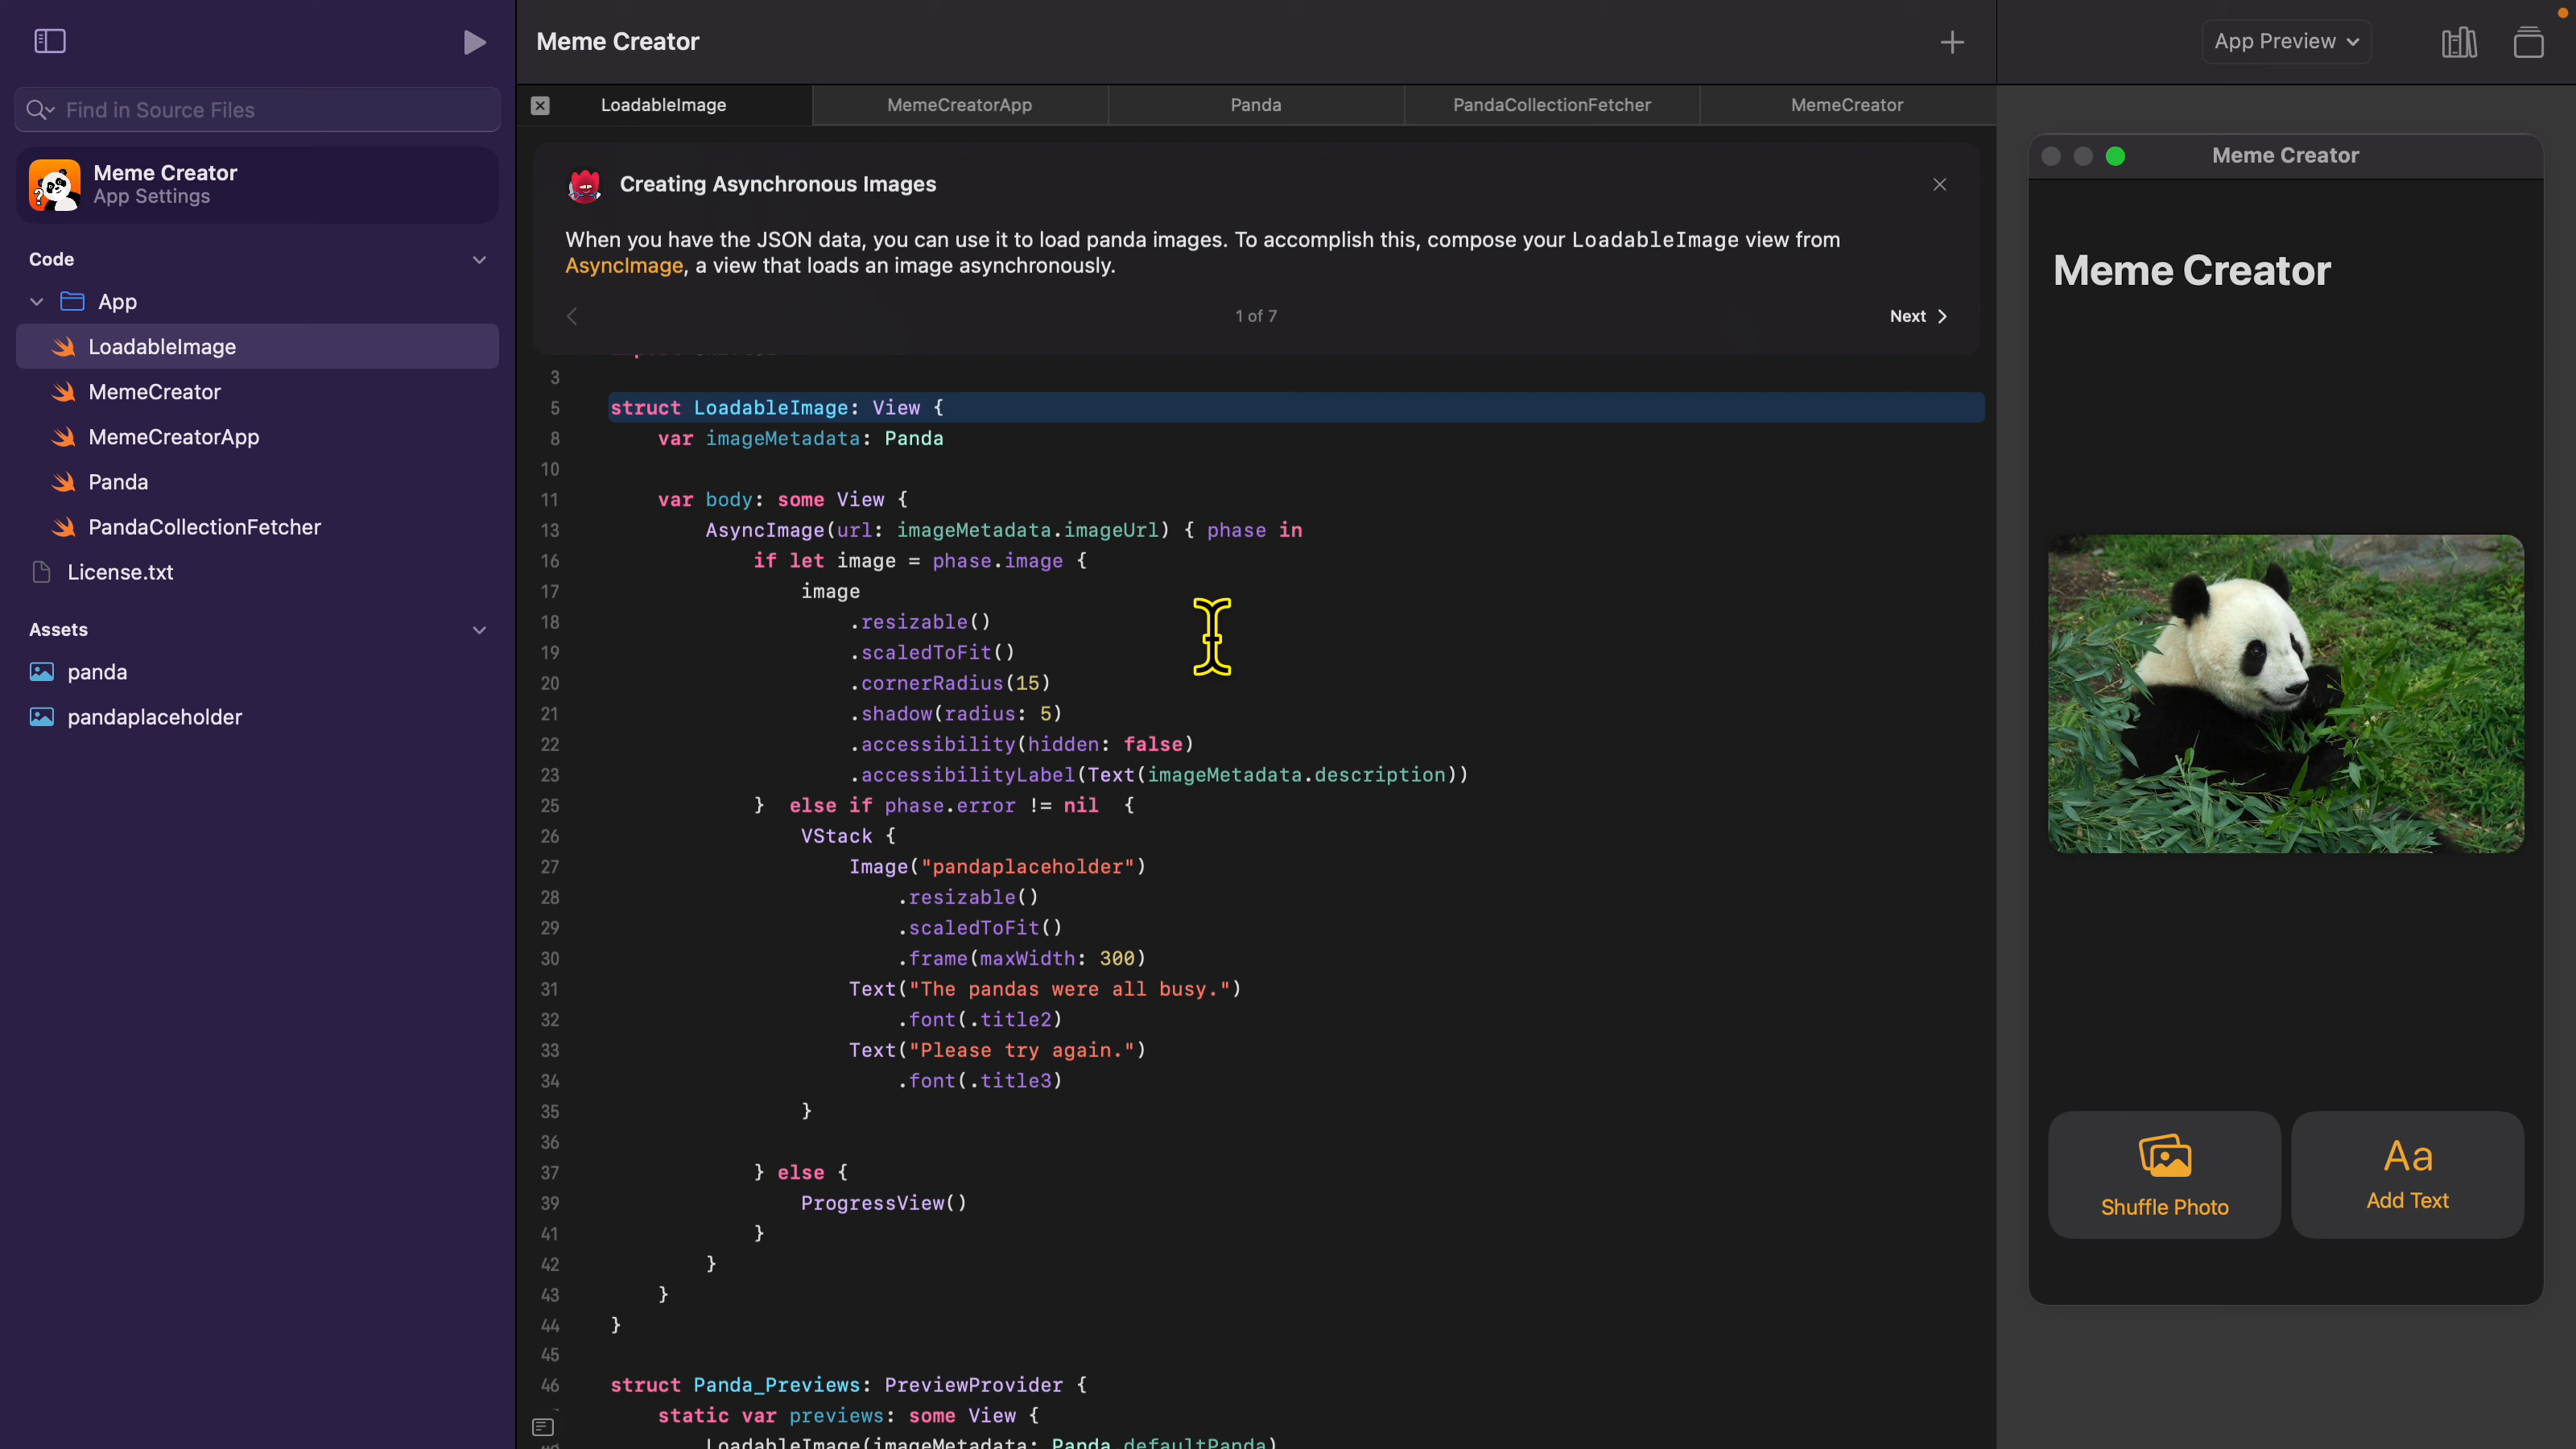 Meme Creator
App Preview
Find in Source Files
Meme Creator
App Settings
Code
App
LoadableImage
MemeCreator
MemeCreatorApp
Panda
PandaCollectionFetcher
License.txt
Assets
panda
pandaplaceholder
LoadableImage
MemeCreatorApp
Panda
PandaCollectionFetcher
MemeCreator
Creating Asynchronous Images
When you have the JSON data, you can use it to load panda images. To accomplish this, compose your LoadableImage view from
AsyncImage, a view that loads an image asynchronously.
1 of 7
Next
3
5 struct LoadableImage: View {
8 var imageMetadata: Panda
10
11 var body: some View {
13 AsyncImage(url: imageMetadata.imageUrl) { phase in
16 if let image = phase.image {
17 image
18 .resizable()
19 .scaledToFit()
20 .cornerRadius(15)
21 .shadow(radius: 5)
22 .accessibility(hidden: false)
23 .accessibilityLabel(Text(imageMetadata.description))
25 } else if phase.error != nil {
26 VStack {
27 Image("pandaplaceholder")
28 .resizable()
29 .scaledToFit()
30 .frame(maxWidth: 300)
31 Text("The pandas were all busy.")
32 .font(.title2)
33 Text("Please try again.")
34 .font(.title3)
35 }
36
37 } else {
39 ProgressView()
41 }
42 }
43 }
44 }
45
46 struct Panda_Previews: PreviewProvider {
static var previews: some View {
LoadableImage(imageMetadata: Panda.defaultPanda)
Meme Creator
Meme Creator
Shuffle Photo
Aa
Add Text